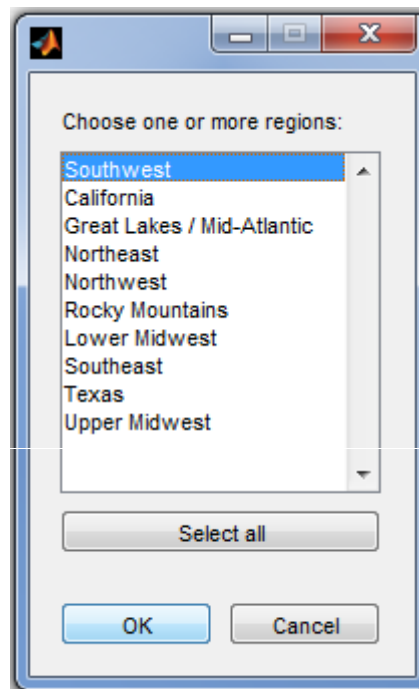 Choose one or more regions:
Southwest
California
Great Lakes / Mid-Atlantic
Northeast
Northwest
Rocky Mountains
Lower Midwest
Southeast
Texas
Upper Midwest
Select all
OK
Cancel